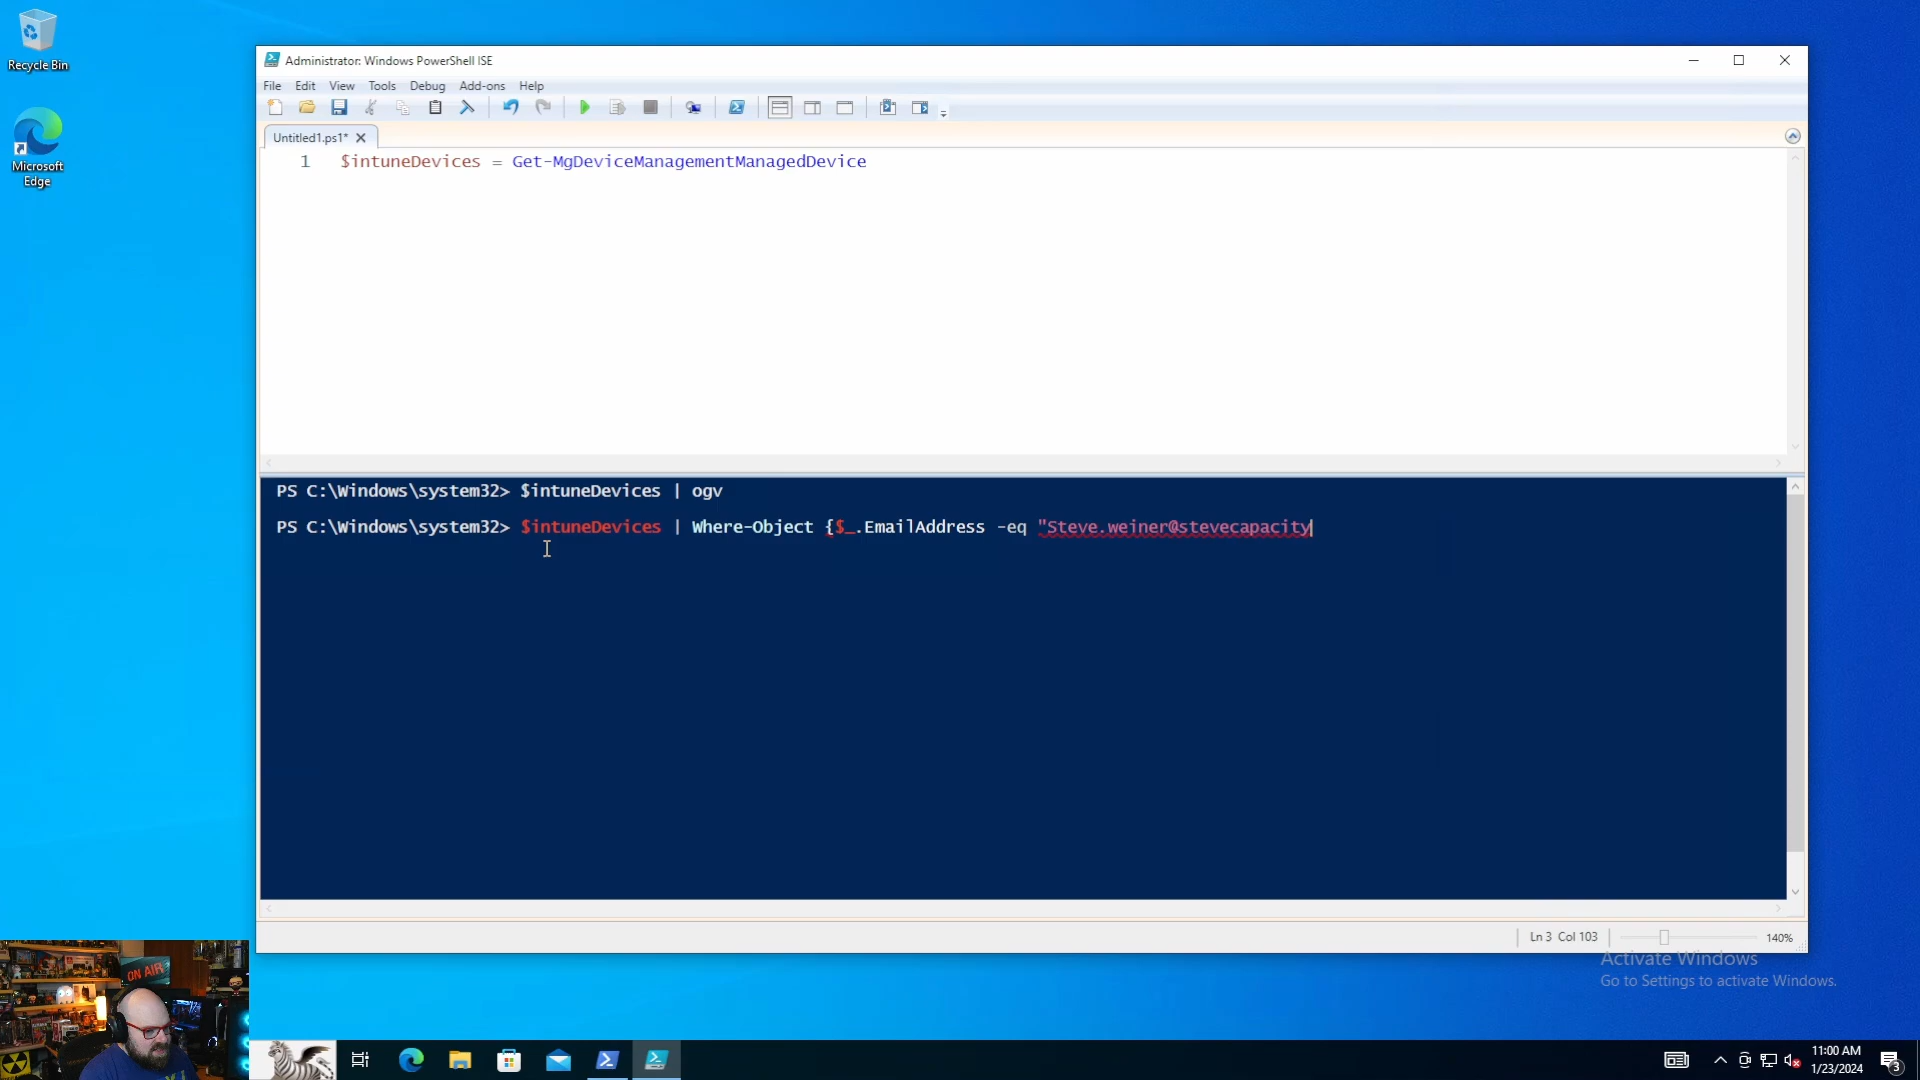 Recycle Bin
Microsoft
Edge
Administrator: Windows PowerShell ISE
File Edit View Tools Debug Add-ons Help
Untitled1.ps1*
1 $intuneDevices = Get-MgDeviceManagementManagedDevice
PS C:\Windows\system32> $intuneDevices | ogv
PS C:\Windows\system32> $intuneDevices | Where-Object {$_.EmailAddress -eq "Steve.weiner@stevecapacity
Ln 3 Col 103
140%
Activate Windows
Go to Settings to activate Windows.
ON AIR
11:00 AM
1/23/2024
3